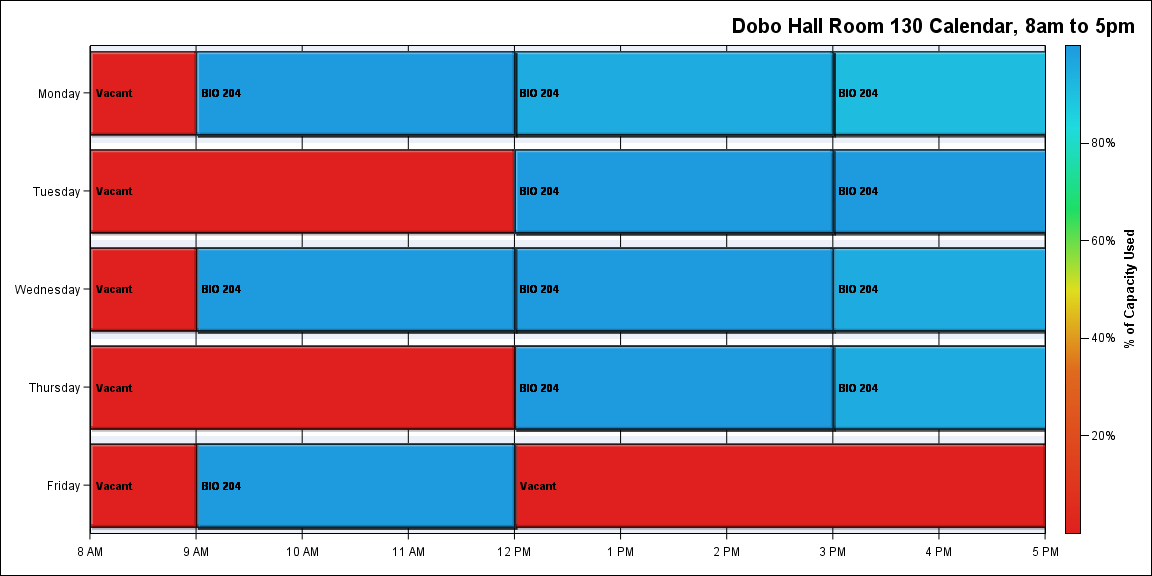 Dobo Hall Room 130 Calendar, 8am to 5pm
Monday
Vacant
BIO 204
BIO 204
BIO 204
80%
Tuesday
Vacant
BIO 204
BIO 204
60%
% of Capacity Used
Wednesday
Vacant
BIO 204
BIO 204
BIO 204
40%
Thursday
Vacant
BIO 204
BIO 204
20%
Friday
Vacant
BIO 204
Vacant
8 AM
9 AM
10 AM
11 AM
12 PM
1 PM
2 PM
3 PM
4 PM
5 PM